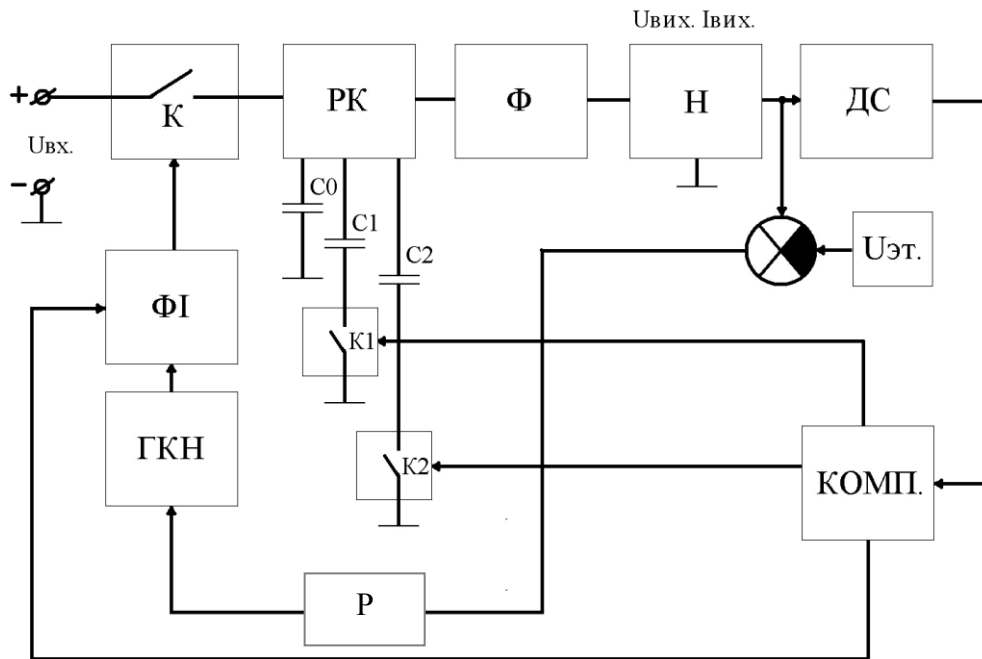 Uвих. Iвих.
+
К
РК
Ф
Н
ДС
Uвх.
-
C0
C1
C2
Uэт.
ФІ
К1
ГКН
К2
КОМП.
Р